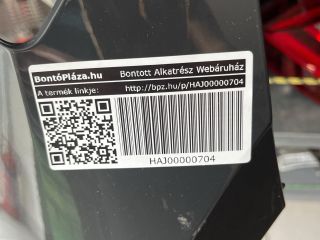 BontóPláza.hu Bontott Alkatrész Webáruház
A termék linkje: http://bpz.hu/p/HAJ00000704
HAJ00000704